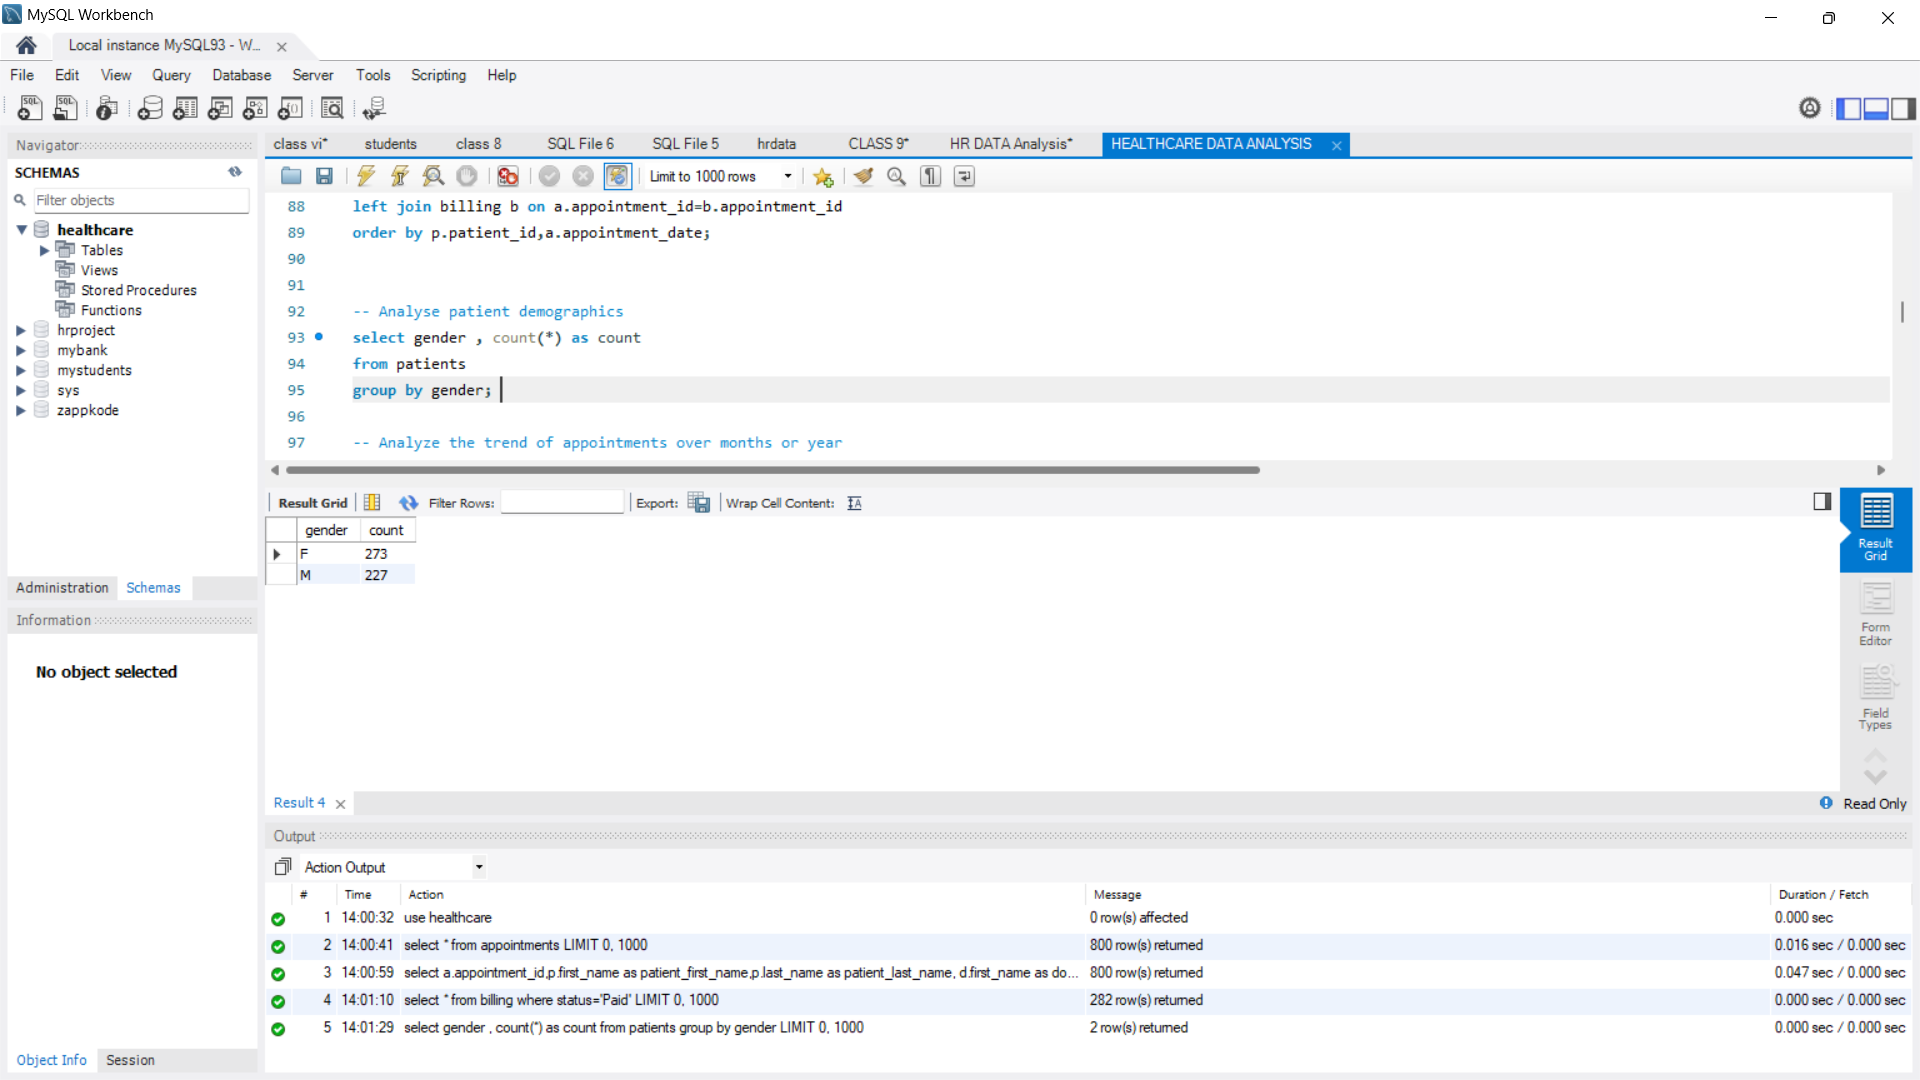 MySQL Workbench
Local instance MySQL93 - W...
File Edit View Query Database Server Tools Scripting Help
Navigator
SCHEMAS
Filter objects
healthcare
Tables
Views
Stored Procedures
Functions
hrproject
mybank
mystudents
sys
zappkode
Administration Schemas
Information
No object selected
Object Info Session
class vi* students class 8 SQL File 6 SQL File 5 hrdata CLASS 9* HR DATA Analysis* HEALTHCARE DATA ANALYSIS
Limit to 1000 rows
88 left join billing b on a.appointment_id=b.appointment_id
89 order by p.patient_id,a.appointment_date;
90
91
92 -- Analyse patient demographics
93 select gender , count(*) as count
94 from patients
95 group by gender;
96
97 -- Analyze the trend of appointments over months or year
Result Grid Filter Rows: Export: Wrap Cell Content:
gender count
F 273
M 227
Result Grid
Form Editor
Field Types
Result 4
Read Only
Output
Action Output
# Time Action Message Duration / Fetch
1 14:00:32 use healthcare 0 row(s) affected 0.000 sec
2 14:00:41 select * from appointments LIMIT 0, 1000 800 row(s) returned 0.016 sec / 0.000 sec
3 14:00:59 select a.appointment_id,p.first_name as patient_first_name,p.last_name as patient_last_name, d.first_name as do... 800 row(s) returned 0.047 sec / 0.000 sec
4 14:01:10 select * from billing where status='Paid' LIMIT 0, 1000 282 row(s) returned 0.000 sec / 0.000 sec
5 14:01:29 select gender , count(*) as count from patients group by gender LIMIT 0, 1000 2 row(s) returned 0.000 sec / 0.000 sec